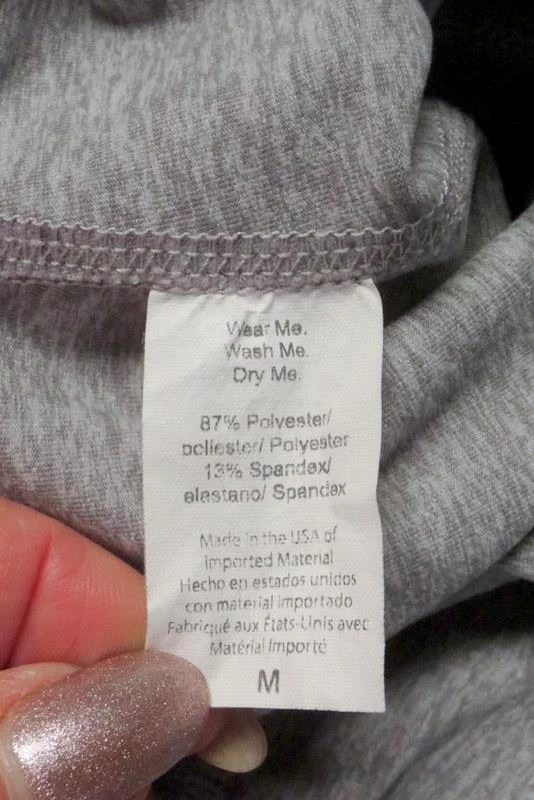 Wear Me.
Wash Me.
Dry Me.
87% Polyester/
poliester/ Polyester
13% Spandex/
elastano/ Spandex
Made in the USA of
Imported Material
Hecho en estados unidos
con material importado
Fabriqué aux États-Unis avec
Matérial Importé
M